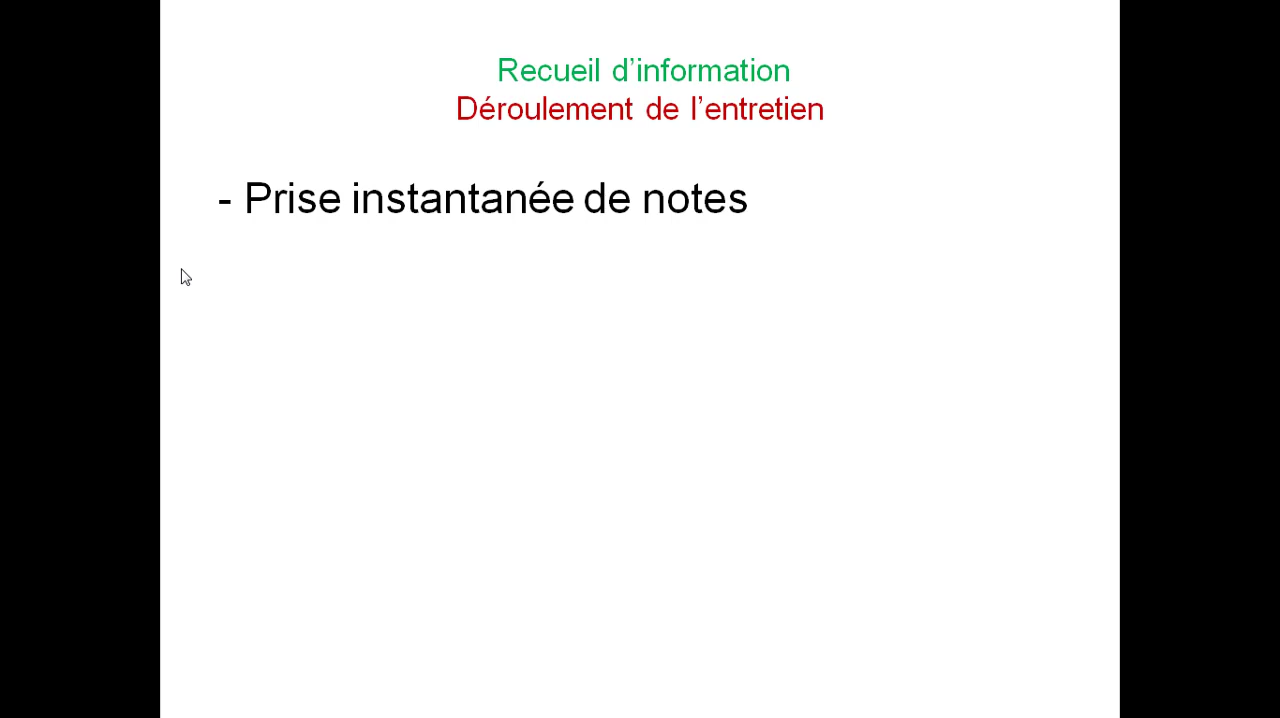 Recueil d’information
Déroulement de l’entretien
- Prise instantanée de notes